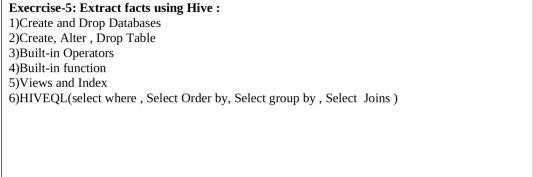 Execrcise-5: Extract facts using Hive :
1)Create and Drop Databases
2)Create, Alter , Drop Table
3)Built-in Operators
4)Built-in function
5)Views and Index
6)HIVEQL(select where , Select Order by, Select group by , Select  Joins )